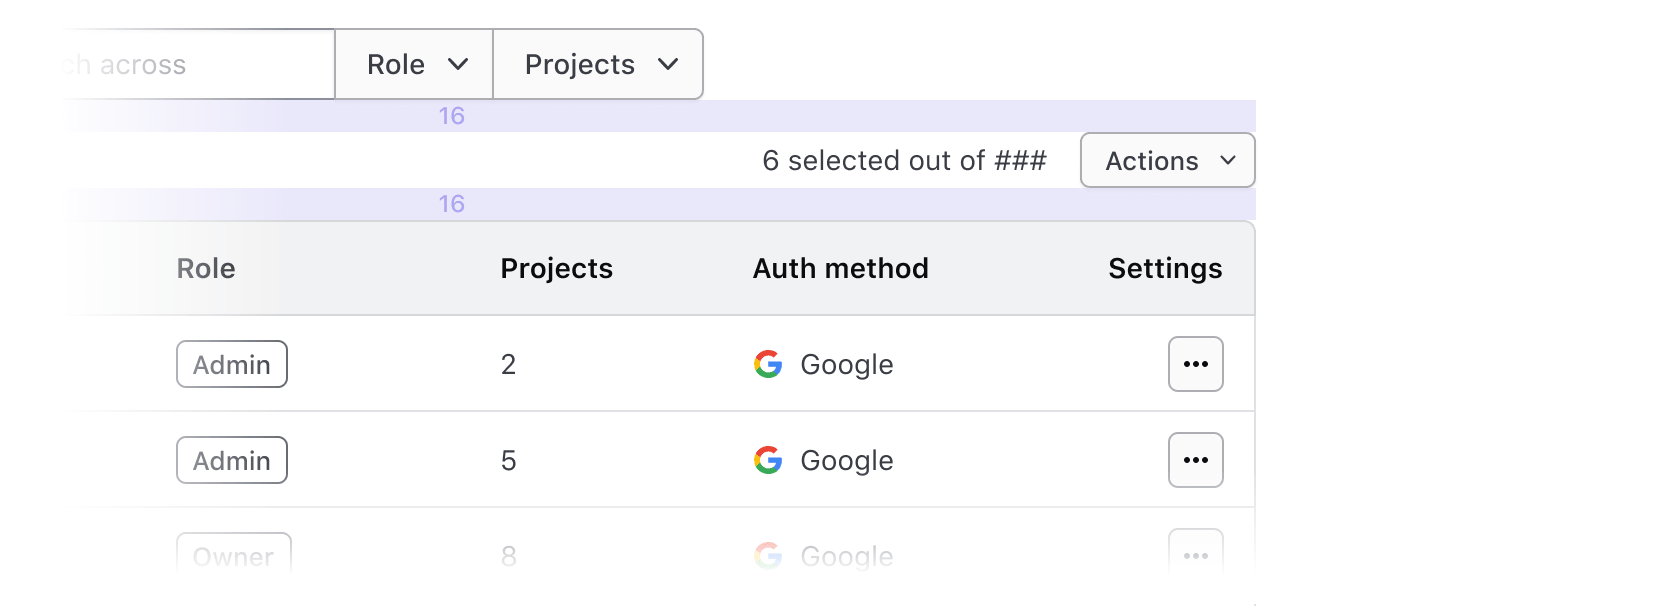 ch across Role Projects
16
6 selected out of ### Actions
16
Role Projects Auth method Settings
Admin 2 Google
Admin 5 Google
Owner 8 Google